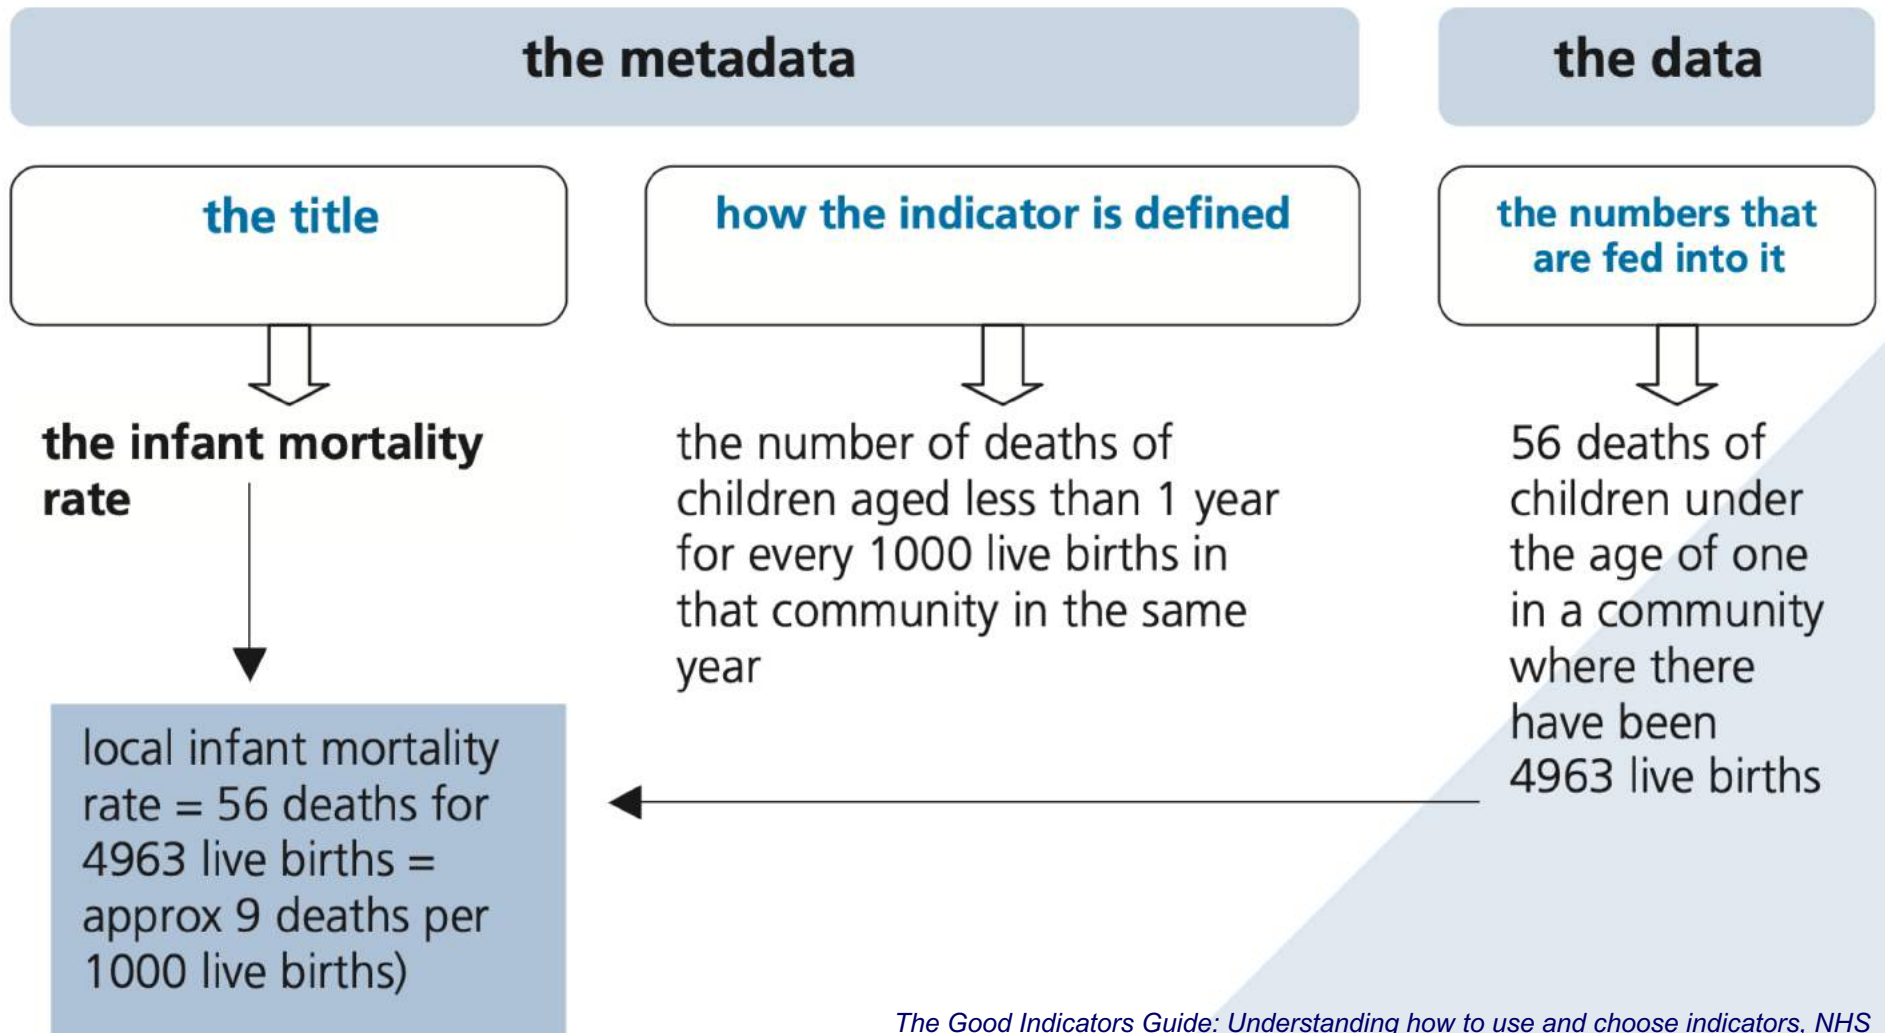 the metadata
the data
the title
how the indicator is defined
the numbers that
are fed into it
the infant mortality
rate
the number of deaths of
children aged less than 1 year
for every 1000 live births in
that community in the same
year
56 deaths of
children under
the age of one
in a community
where there
have been
4963 live births
local infant mortality
rate = 56 deaths for
4963 live births =
approx 9 deaths per
1000 live births)
The Good Indicators Guide: Understanding how to use and choose indicators. NHS